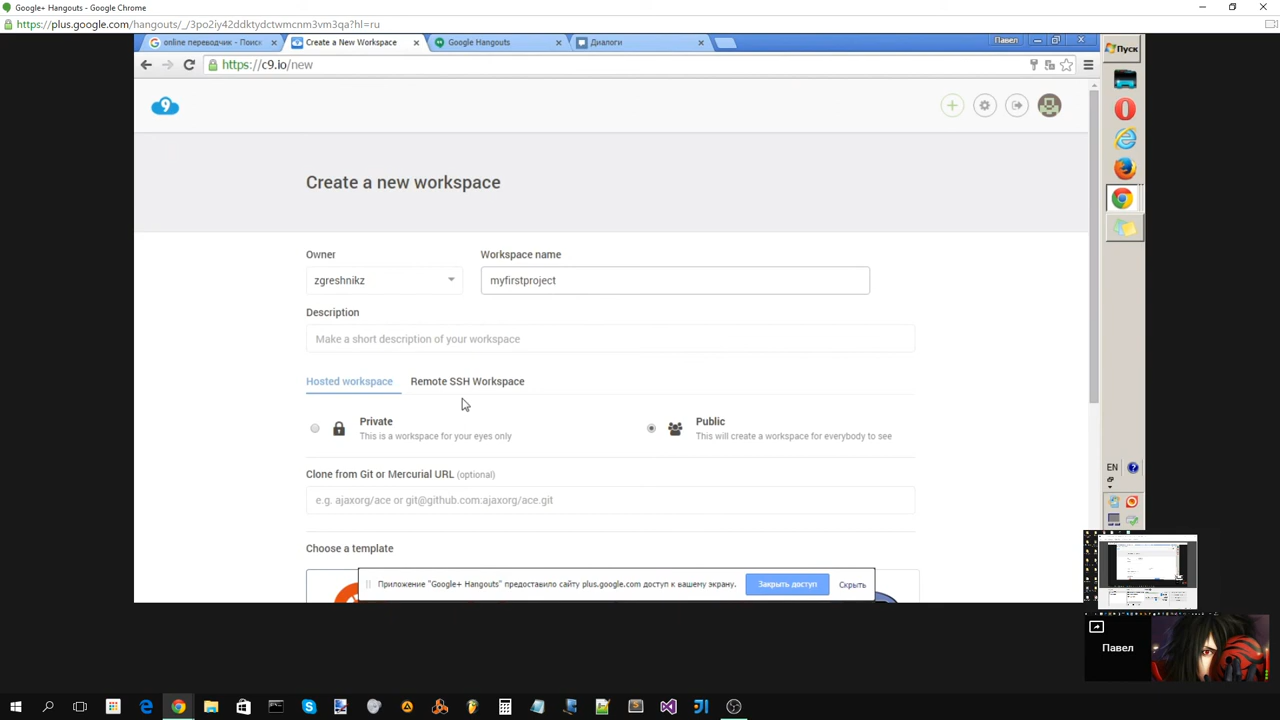 Google+ Hangouts - Google Chrome
https://plus.google.com/hangouts/_/3po2iy42ddktydctwmcnm3vm3qa?hl=ru
online переводчик - Поиск
Create a New Workspace
Google Hangouts
Диалоги
Павел
Пуск
https://c9.io/new
9
Create a new workspace
Owner
Workspace name
zgreshnikz
myfirstproject
Description
Make a short description of your workspace
Hosted workspace
Remote SSH Workspace
Private
Public
This is a workspace for your eyes only
This will create a workspace for everybody to see
EN
Clone from Git or Mercurial URL (optional)
e.g. ajaxorg/ace or git@github.com:ajaxorg/ace.git
Choose a template
Приложение "Google+ Hangouts" предоставило сайту plus.google.com доступ к вашему экрану.
Закрыть доступ
Скрыть
Павел